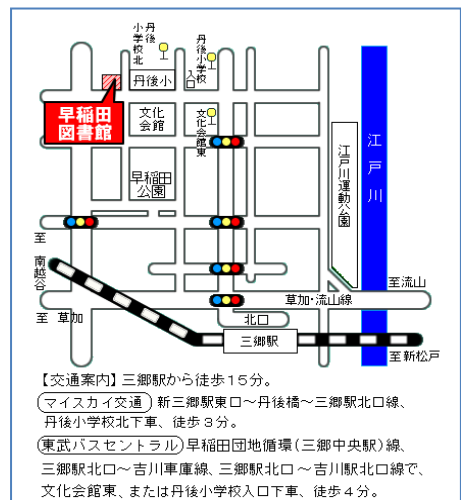 丹後
小学校北
丹後
小学校
入
口
丹後小
早稲田
図書館
文化
会館
文化
会館東
早稲田
公園
江戸川運動公園
江戸川
至
南越谷
至 草加
草加・流山線
至流山
北口
三郷駅
至新松戸
【交通案内】三郷駅から徒歩15分。
マイスカイ交通 新三郷駅東口～丹後橋～三郷駅北口線、
丹後小学校北下車、徒歩3分。
東武バスセントラル 早稲田団地循環(三郷中央駅)線、
三郷駅北口～吉川車庫線、三郷駅北口～吉川駅北口線で、
文化会館東、または丹後小学校入口下車、徒歩4分。